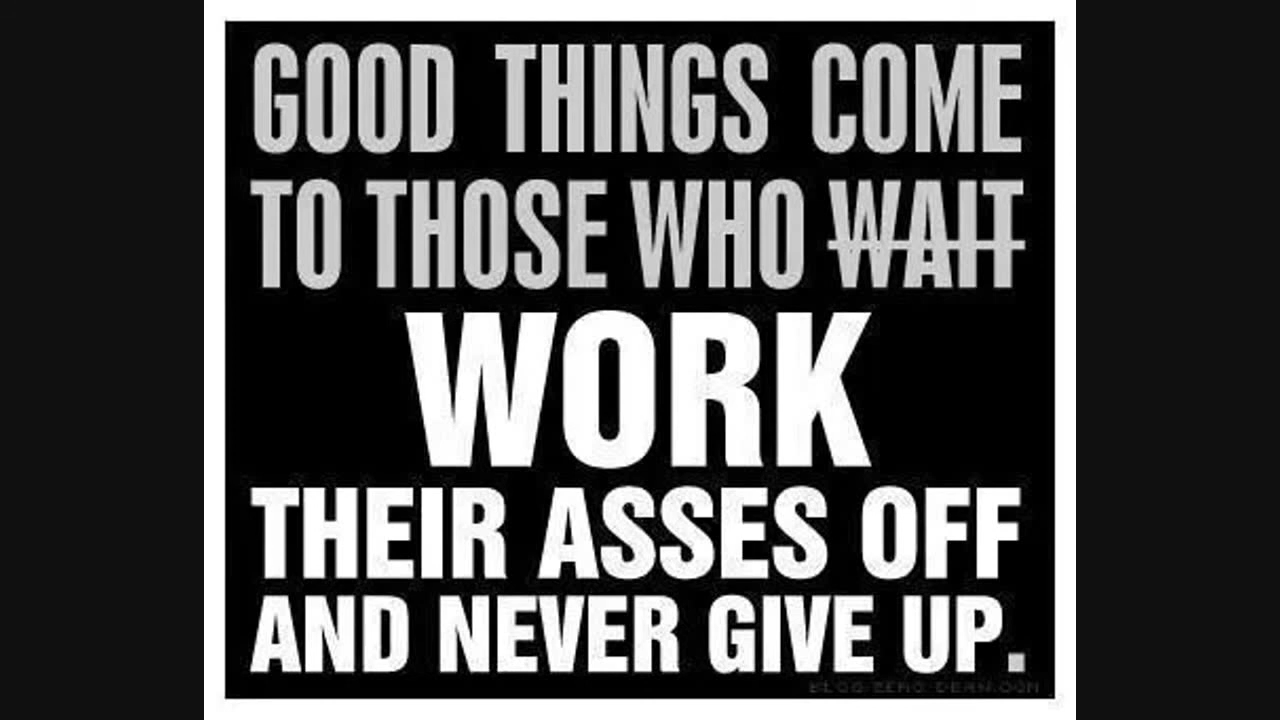 GOOD THINGS COME
TO THOSE WHO WAIT
WORK
THEIR ASSES OFF
AND NEVER GIVE UP.